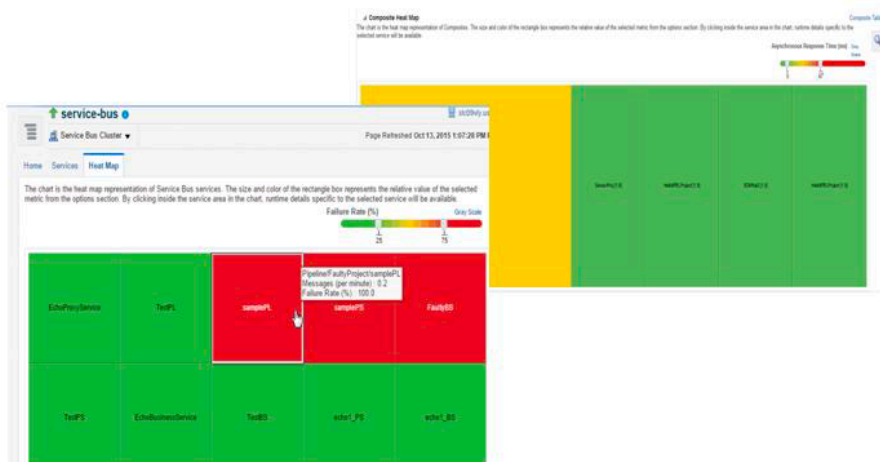 Composite Heat Map
Composite Table
The chart is the heat map representation of Composites. The size and color of the rectangle box represents the relative value of the selected metric from the options section. By clicking inside the service area in the chart, runtime details specific to the
selected service will be available.
Asynchronous Response Time (ms)
service-bus
Service Bus Cluster
Page Refreshed Oct 13, 2015 1:07:20 PM
Home Services Heat Map
The chart is the heat map representation of Service Bus services. The size and color of the rectangle box represents the relative value of the selected
metric from the options section. By clicking inside the service area in the chart, runtime details specific to the selected service will be available.
Failure Rate (%) Gray Scale
25 75
Pipeline/FaultyProject/samplePL
Messages (per minute) : 0.2
Failure Rate (%) : 100.0
EchoProxyService TestPL samplePL samplePS FaultyBS
TestPS EchoBusinessService TestBS echo1_PS echo1_BS